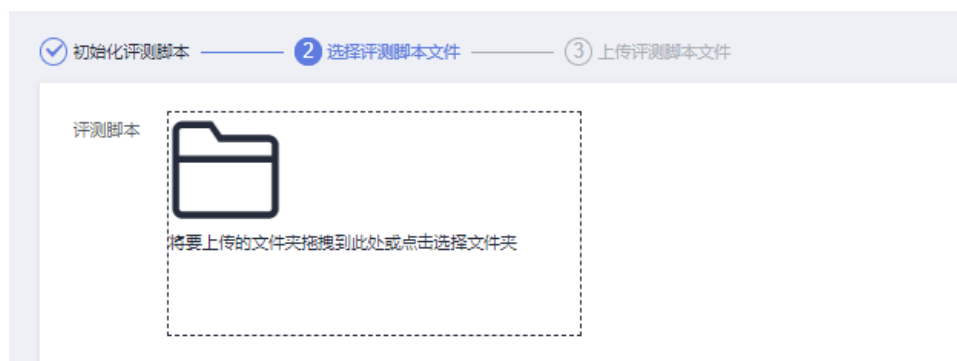 初始化评测脚本 2 选择评测脚本文件 3 上传评测脚本文件
评测脚本
将要上传的文件夹拖拽到此处或点击选择文件夹